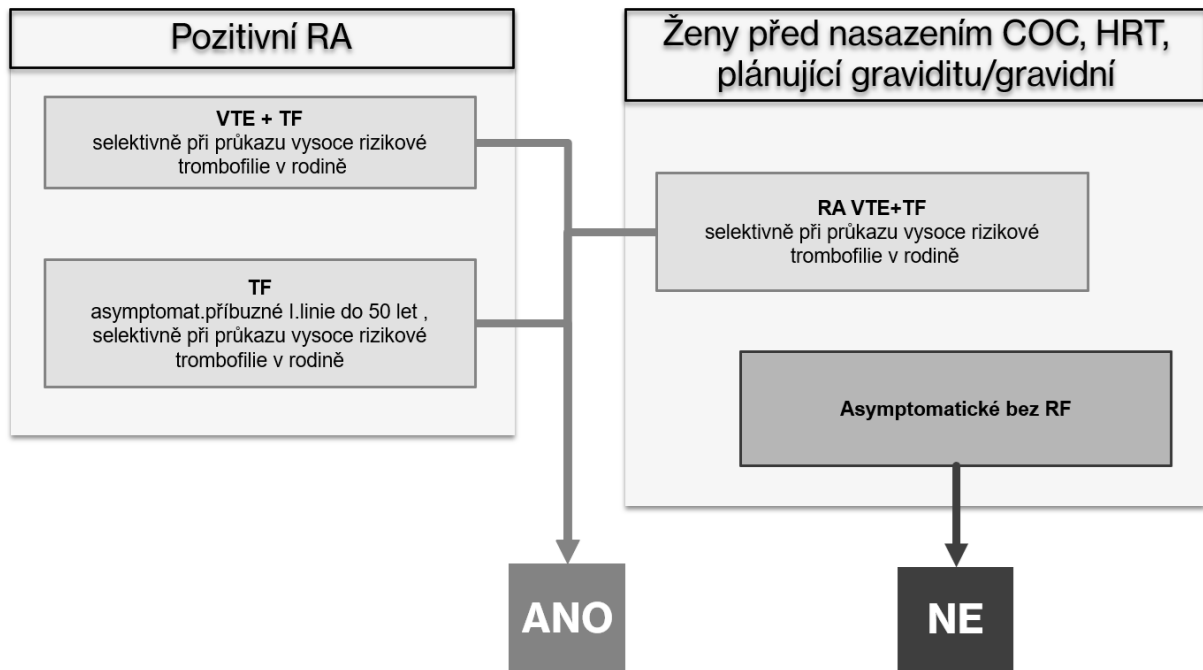 Pozitivní RA
VTE + TF
selektivně při průkazu vysoce rizikové
trombofilie v rodině
TF
asymptomat.příbuzné I.linie do 50 let ,
selektivně při průkazu vysoce rizikové
trombofilie v rodině
Ženy před nasazením COC, HRT,
plánující graviditu/gravidní
RA VTE+TF
selektivně při průkazu vysoce rizikové
trombofilie v rodině
Asymptomatické bez RF
ANO
NE